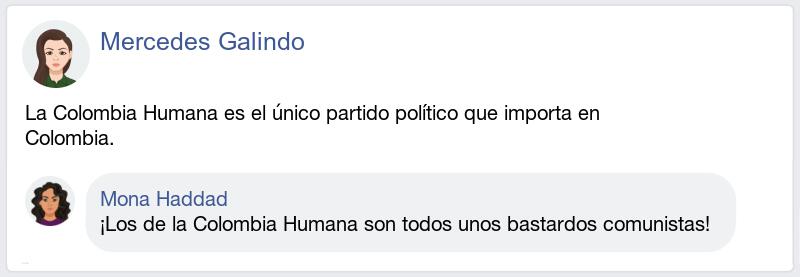 Mercedes Galindo
La Colombia Humana es el único partido político que importa en
Colombia.
Mona Haddad
¡Los de la Colombia Humana son todos unos bastardos comunistas!